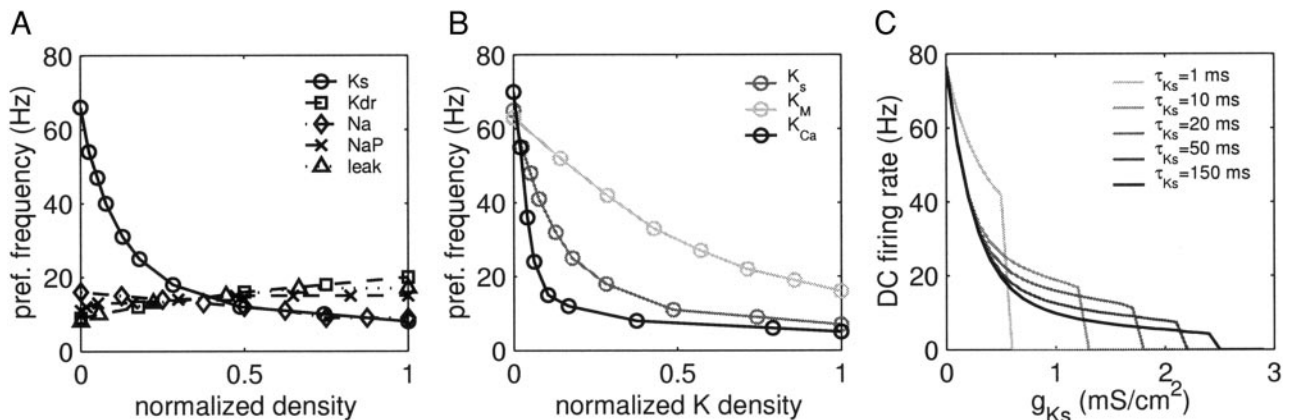 A
80
60
40
20
0
pref. frequency (Hz)
Ks
Kdr
Na
NaP
leak
0
0.5
1
normalized density
B
80
60
40
20
0
pref. frequency (Hz)
Ks
KM
KCa
0
0.5
1
normalized K density
C
80
60
40
20
0
DC firing rate (Hz)
τKs=1 ms
τKs=10 ms
τKs=20 ms
τKs=50 ms
τKs=150 ms
0
1
2
3
gKs (mS/cm²)